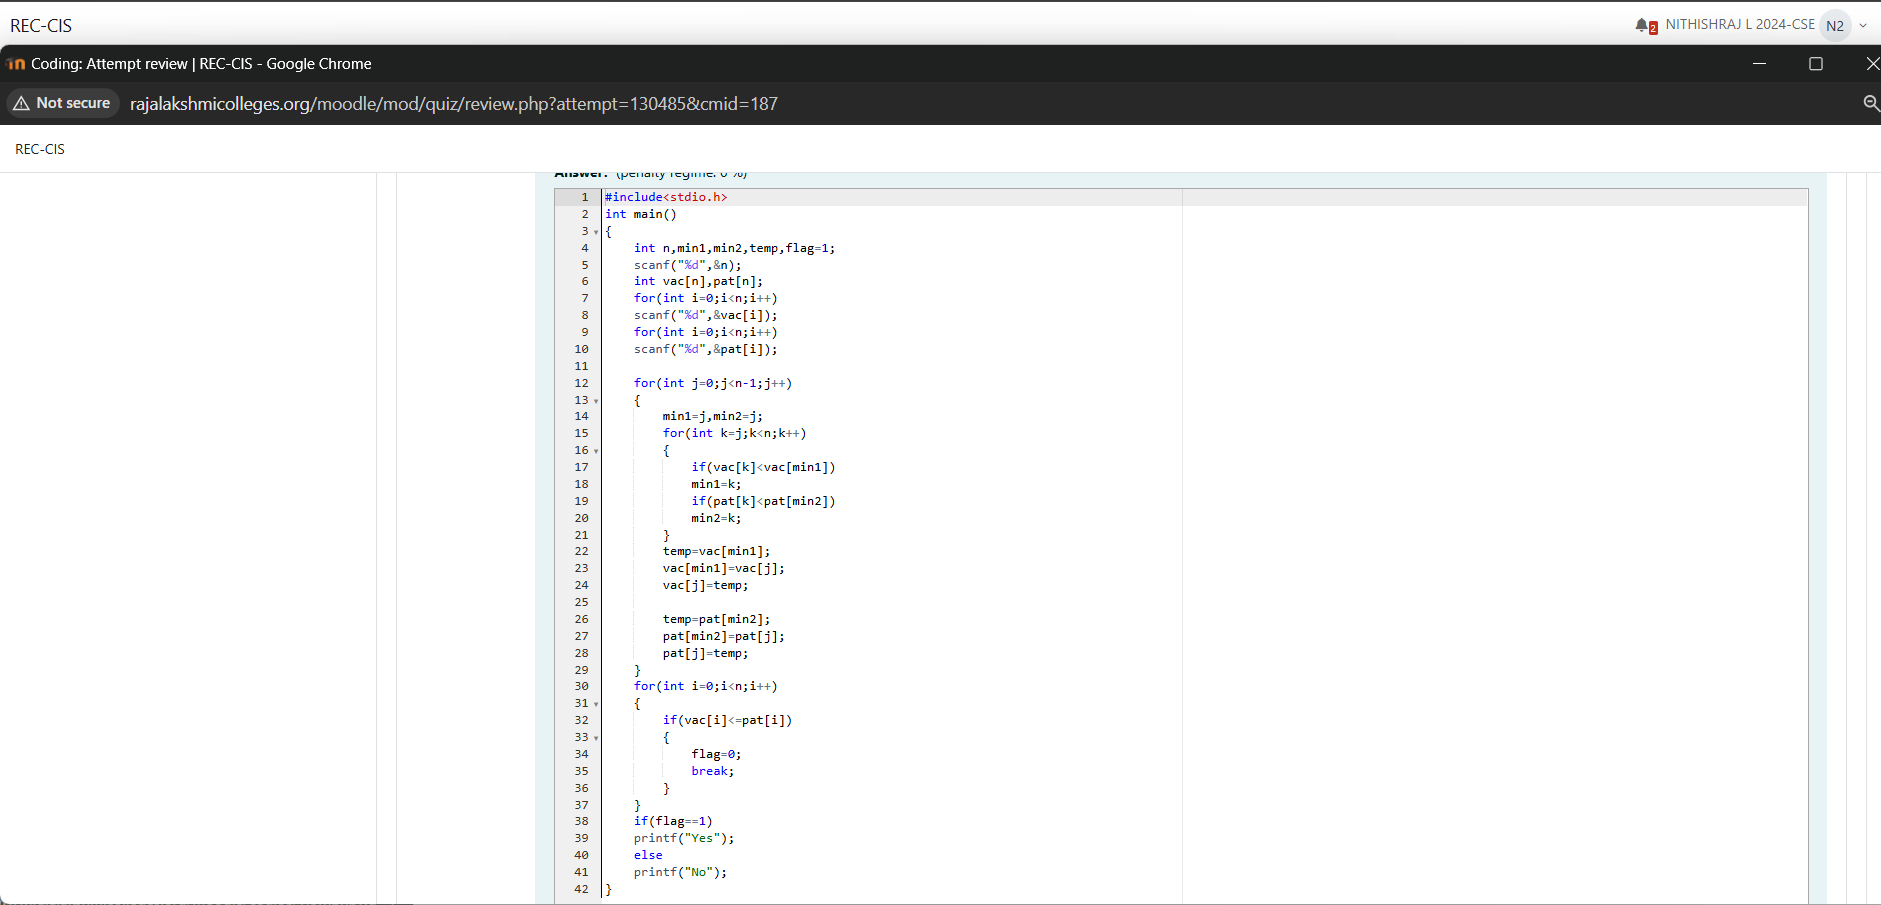 REC-CIS
2 NITHISHRAJ L 2024-CSE N2
Coding: Attempt review | REC-CIS - Google Chrome
Not secure rajalakshmicolleges.org/moodle/mod/quiz/review.php?attempt=130485&cmid=187
REC-CIS
Answer: (penalty regime: 0 %)
1 #include<stdio.h>
2 int main()
3 {
4     int n,min1,min2,temp,flag=1;
5     scanf("%d",&n);
6     int vac[n],pat[n];
7     for(int i=0;i<n;i++)
8     scanf("%d",&vac[i]);
9     for(int i=0;i<n;i++)
10     scanf("%d",&pat[i]);
11
12     for(int j=0;j<n-1;j++)
13     {
14         min1=j,min2=j;
15         for(int k=j;k<n;k++)
16         {
17             if(vac[k]<vac[min1])
18             min1=k;
19             if(pat[k]<pat[min2])
20             min2=k;
21         }
22         temp=vac[min1];
23         vac[min1]=vac[j];
24         vac[j]=temp;
25
26         temp=pat[min2];
27         pat[min2]=pat[j];
28         pat[j]=temp;
29     }
30     for(int i=0;i<n;i++)
31     {
32         if(vac[i]<=pat[i])
33         {
34             flag=0;
35             break;
36         }
37     }
38     if(flag==1)
39     printf("Yes");
40     else
41     printf("No");
42 }